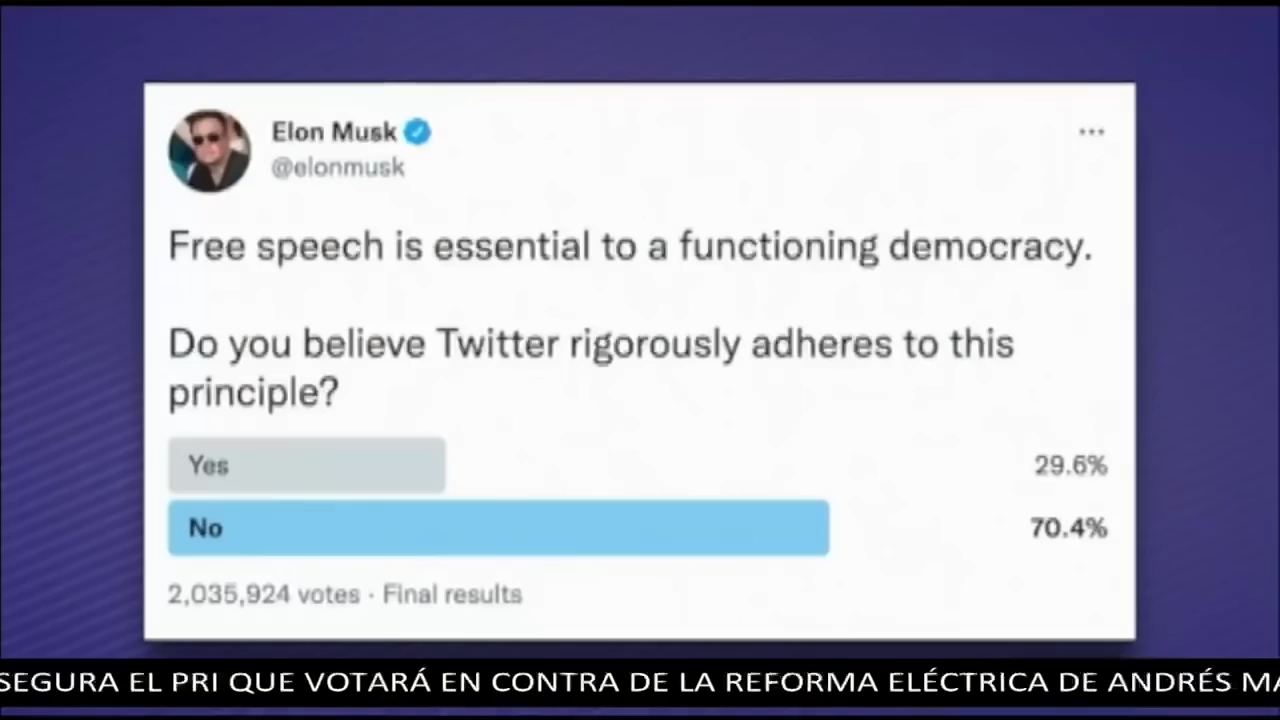 Elon Musk
@elonmusk
Free speech is essential to a functioning democracy.
Do you believe Twitter rigorously adheres to this
principle?
Yes 29.6%
No 70.4%
2,035,924 votes · Final results
SEGURA EL PRI QUE VOTARÁ EN CONTRA DE LA REFORMA ELÉCTRICA DE ANDRÉS MA